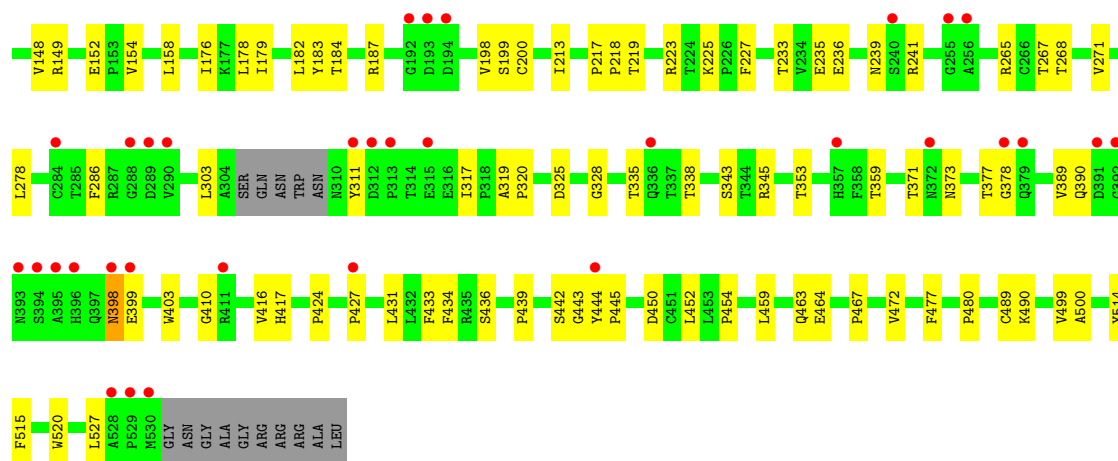 V148 R149 E152 P153 V154 L158 I176 K177 L178 I179 L182 Y183 T184 R187 G192 D193 D194 V198 S199 C200 I213 P217 P218 T219 R223 T224 K225 P226 F227 T233 V234 E235 E236 N239 S240 R241 G255 A256 R265 C266 T267 T268 V271
L278 C284 T285 F286 R287 G288 D289 V290 L303 A304 SER GLN ASN TRP ASN N310 Y311 D312 P313 T314 E315 E316 I317 P318 A319 P320 D325 G328 T335 Q336 T337 T338 S343 T344 R345 T353 H357 F358 T359 T371 N372 N373 T377 G378 Q379 V389 Q390 D391
N393 S394 A395 H396 Q397 N398 E399 W403 G410 R411 V416 H417 P424 P427 L431 L432 F433 F434 R435 S436 P439 S442 G443 Y444 P445 D450 C451 L452 L453 P454 L459 Q463 E464 P467 V472 F477 P480 C489 K490 V499 A500
F515 W520 L527 A528 P529 M530 GLY ASN GLY ALA GLY ARG ARG ARG ALA LEU